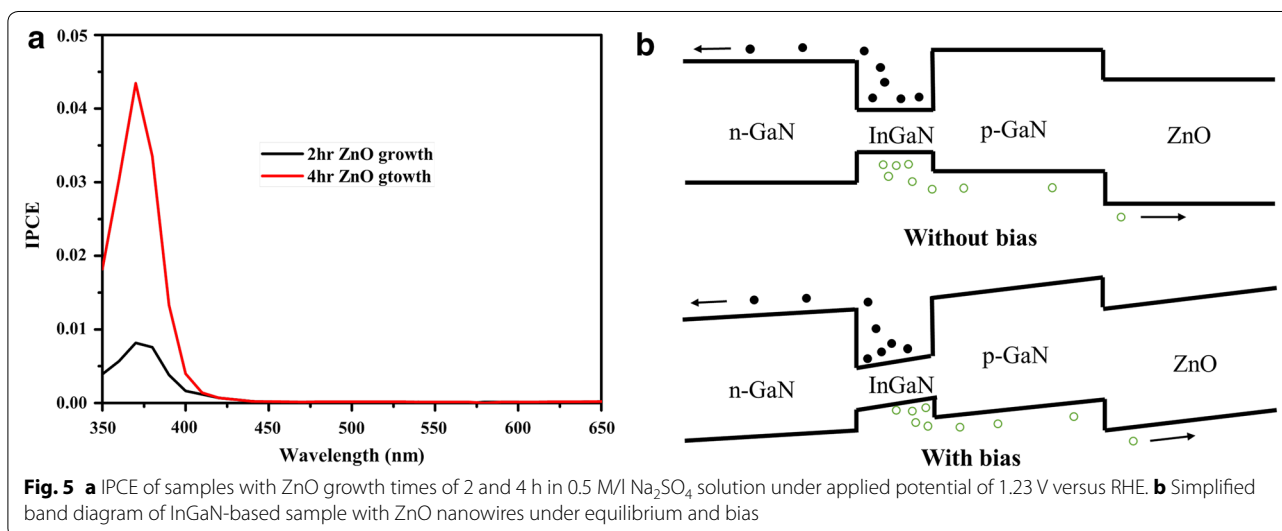 a
0.05
0.04
0.03
0.02
0.01
0.00
IPCE
2hr ZnO growth
4hr ZnO gtowth
350 400 450 500 550 600 650
Wavelength (nm)
b
n-GaN InGaN p-GaN ZnO
Without bias
n-GaN InGaN p-GaN ZnO
With bias
Fig. 5 a IPCE of samples with ZnO growth times of 2 and 4 h in 0.5 M/l Na₂SO₄ solution under applied potential of 1.23 V versus RHE. b Simplified
band diagram of InGaN-based sample with ZnO nanowires under equilibrium and bias